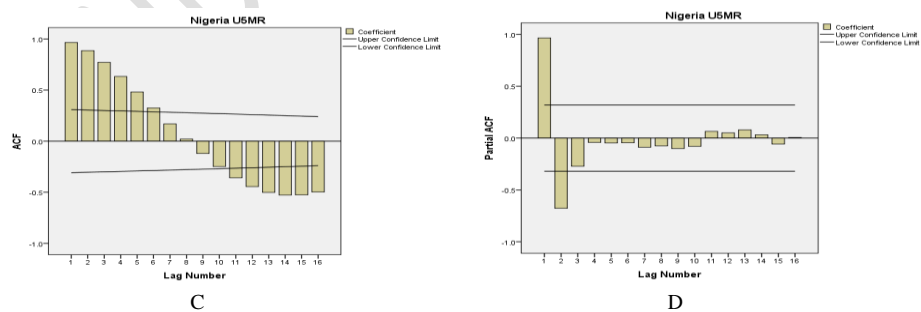 Nigeria U5MR
Coefficient
Upper Confidence Limit
Lower Confidence Limit
1.0
0.5
0.0
-0.5
-1.0
ACF
1 2 3 4 5 6 7 8 9 10 11 12 13 14 15 16
Lag Number
C
Nigeria U5MR
Coefficient
Upper Confidence Limit
Lower Confidence Limit
1.0
0.5
0.0
-0.5
-1.0
Partial ACF
1 2 3 4 5 6 7 8 9 10 11 12 13 14 15 16
Lag Number
D